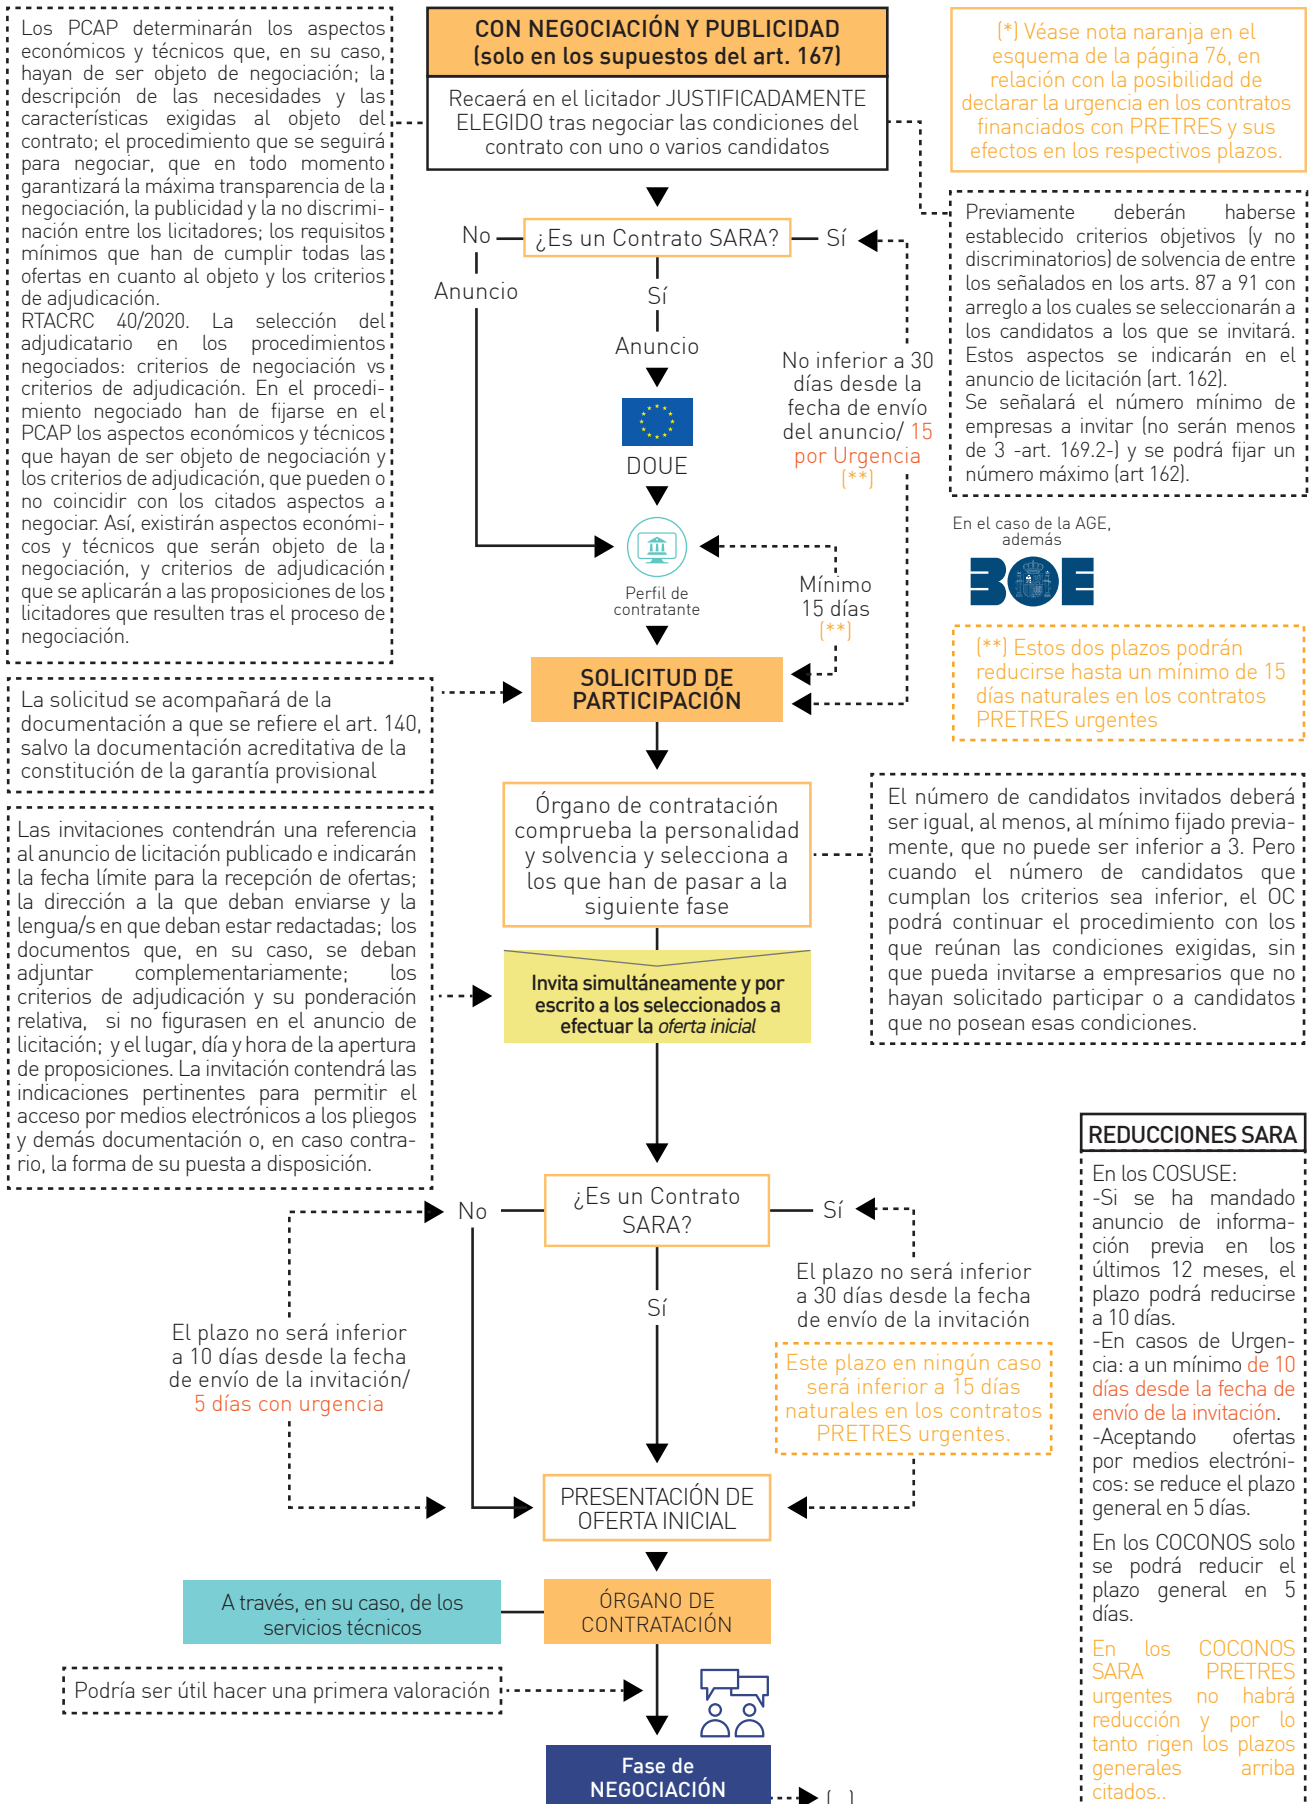 Los PCAP determinarán los aspectos
económicos y técnicos que, en su caso,
hayan de ser objeto de negociación; la
descripción de las necesidades y las
características exigidas al objeto del
contrato; el procedimiento que se seguirá
para negociar, que en todo momento
garantizará la máxima transparencia de la
negociación, la publicidad y la no discrimi-
nación entre los licitadores; los requisitos
mínimos que han de cumplir todas las
ofertas en cuanto al objeto y los criterios
de adjudicación.
RTACRC 40/2020. La selección del
adjudicatario en los procedimientos
negociados: criterios de negociación vs
criterios de adjudicación. En el procedi-
miento negociado han de fijarse en el
PCAP los aspectos económicos y técnicos
que hayan de ser objeto de negociación y
los criterios de adjudicación, que pueden o
no coincidir con los citados aspectos a
negociar. Así, existirán aspectos económi-
cos y técnicos que serán objeto de la
negociación, y criterios de adjudicación
que se aplicarán a las proposiciones de los
licitadores que resulten tras el proceso de
negociación.
CON NEGOCIACIÓN Y PUBLICIDAD
(solo en los supuestos del art. 167)
Recaerá en el licitador JUSTIFICADAMENTE
ELEGIDO tras negociar las condiciones del
contrato con uno o varios candidatos
(*) Véase nota naranja en el
esquema de la página 76, en
relación con la posibilidad de
declarar la urgencia en los contratos
financiados con PRETRES y sus
efectos en los respectivos plazos.
Previamente deberán haberse
establecido criterios objetivos (y no
discriminatorios) de solvencia de entre
los señalados en los arts. 87 a 91 con
arreglo a los cuales se seleccionarán a
los candidatos a los que se invitará.
Estos aspectos se indicarán en el
anuncio de licitación (art. 162).
Se señalará el número mínimo de
empresas a invitar (no serán menos
de 3 -art. 169.2-) y se podrá fijar un
número máximo (art 162).
No
¿Es un Contrato SARA?
Sí
Anuncio
Sí
Anuncio
DOUE
No inferior a 30
días desde la
fecha de envío
del anuncio/ 15
por Urgencia
(**)
Perfil de
contratante
Mínimo
15 días
(**)
En el caso de la AGE,
además
BOE
(**) Estos dos plazos podrán
reducirse hasta un mínimo de 15
días naturales en los contratos
PRETRES urgentes
SOLICITUD DE
PARTICIPACIÓN
La solicitud se acompañará de la
documentación a que se refiere el art. 140,
salvo la documentación acreditativa de la
constitución de la garantía provisional
Órgano de contratación
comprueba la personalidad
y solvencia y selecciona a
los que han de pasar a la
siguiente fase
El número de candidatos invitados deberá
ser igual, al menos, al mínimo fijado previa-
mente, que no puede ser inferior a 3. Pero
cuando el número de candidatos que
cumplan los criterios sea inferior, el OC
podrá continuar el procedimiento con los
que reúnan las condiciones exigidas, sin
que pueda invitarse a empresarios que no
hayan solicitado participar o a candidatos
que no posean esas condiciones.
Las invitaciones contendrán una referencia
al anuncio de licitación publicado e indicarán
la fecha límite para la recepción de ofertas;
la dirección a la que deban enviarse y la
lengua/s en que deban estar redactadas; los
documentos que, en su caso, se deban
adjuntar complementariamente; los
criterios de adjudicación y su ponderación
relativa, si no figurasen en el anuncio de
licitación; y el lugar, día y hora de la apertura
de proposiciones. La invitación contendrá las
indicaciones pertinentes para permitir el
acceso por medios electrónicos a los pliegos
y demás documentación o, en caso contra-
rio, la forma de su puesta a disposición.
Invita simultáneamente y por
escrito a los seleccionados a
efectuar la oferta inicial
No
¿Es un Contrato
SARA?
Sí
Sí
El plazo no será inferior
a 10 días desde la fecha
de envío de la invitación/
5 días con urgencia
El plazo no será inferior
a 30 días desde la fecha
de envío de la invitación
Este plazo en ningún caso
será inferior a 15 días
naturales en los contratos
PRETRES urgentes.
REDUCCIONES SARA
En los COSUSE:
-Si se ha mandado
anuncio de informa-
ción previa en los
últimos 12 meses, el
plazo podrá reducirse
a 10 días.
-En casos de Urgen-
cia: a un mínimo de 10
días desde la fecha de
envío de la invitación.
-Aceptando ofertas
por medios electróni-
cos: se reduce el plazo
general en 5 días.
En los COCONOS solo
se podrá reducir el
plazo general en 5
días.
En los COCONOS
SARA PRETRES
urgentes no habrá
reducción y por lo
tanto rigen los plazos
generales arriba
citados..
PRESENTACIÓN DE
OFERTA INICIAL
A través, en su caso, de los
servicios técnicos
ÓRGANO DE
CONTRATACIÓN
Podría ser útil hacer una primera valoración
Fase de
NEGOCIACIÓN
(...)